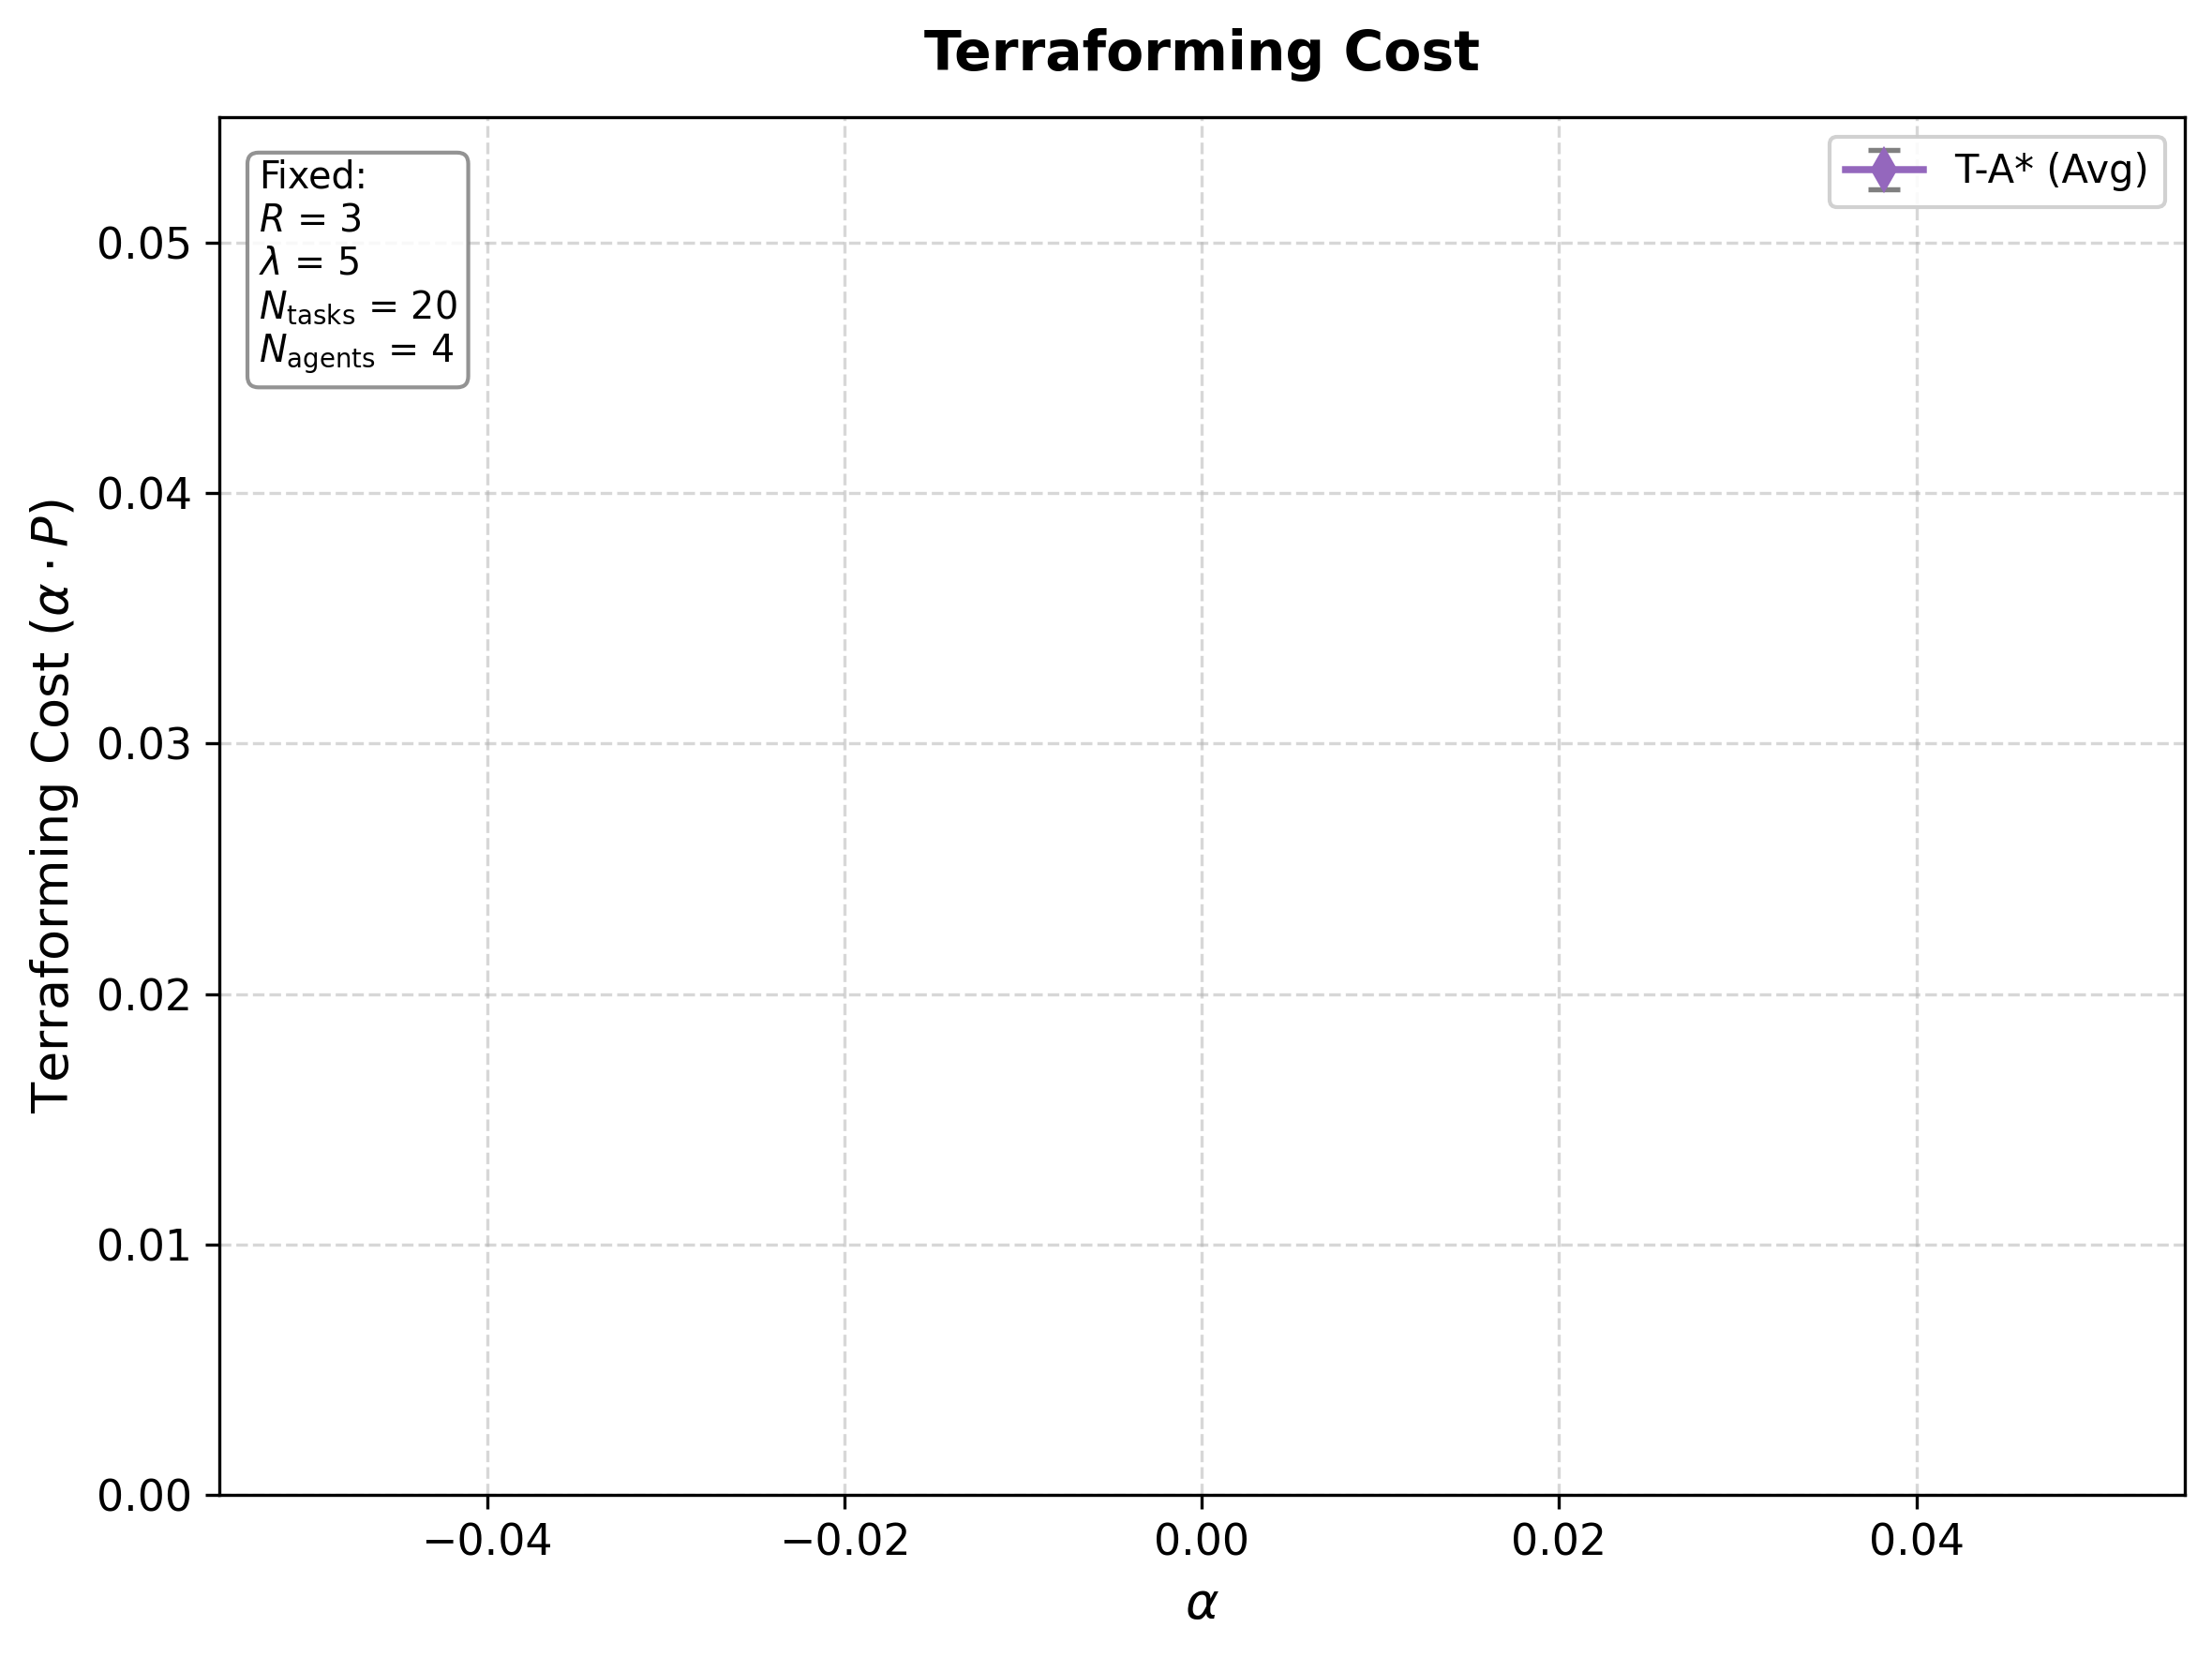 Terraforming Cost
Fixed:
R = 3
λ = 5
N_tasks = 20
N_agents = 4
T-A* (Avg)
Terraforming Cost (α · P)
0.05
0.04
0.03
0.02
0.01
0.00
−0.04 −0.02 0.00 0.02 0.04
α